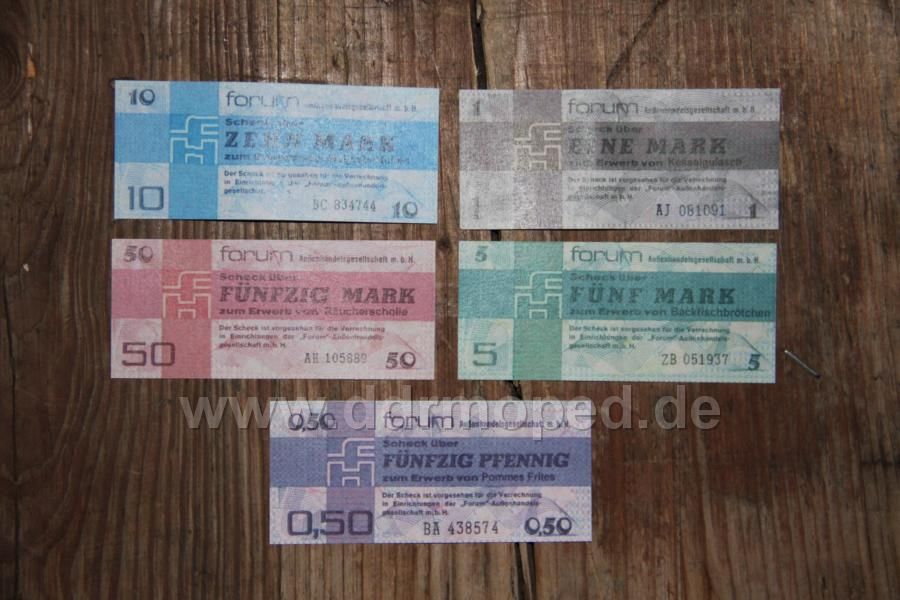 10
forum Außenhandelsgesellschaft m. b. H.
Scheck über
ZEHN MARK
zum Erwerb von
Der Scheck ist vorgesehen für die Verrechnung
in Einrichtungen der „Forum"-Außenhandels-
gesellschaft
10
BC 834744
10
1
forum Außenhandelsgesellschaft m. b. H.
Scheck über
EINE MARK
zum Erwerb von Kesselgulasch
Der Scheck ist vorgesehen für die Verrechnung
in Einrichtungen der „Forum"-Außenhandels-
gesellschaft m. b. H.
AJ 081091
1
50
forum Außenhandelsgesellschaft m. b. H.
Scheck über
FÜNFZIG MARK
zum Erwerb von Räucherscholle
Der Scheck ist vorgesehen für die Verrechnung
in Einrichtungen der „Forum"-Außenhandels-
gesellschaft m. b. H.
50
AH 105889
50
5
forum Außenhandelsgesellschaft m. b. H.
Scheck über
FÜNF MARK
zum Erwerb von Backfischbrötchen
Der Scheck ist vorgesehen für die Verrechnung
in Einrichtungen der „Forum"-Außenhandels-
gesellschaft m. b. H.
5
ZB 051937
5
www.ddrmoped.de
0,50
forum Außenhandelsgesellschaft m. b. H.
Scheck über
FÜNFZIG PFENNIG
zum Erwerb von Pommes Frites
Der Scheck ist vorgesehen für die Verrechnung
in Einrichtungen der „Forum"-Außenhandels-
gesellschaft m. b. H.
0,50
BA 438574
0,50